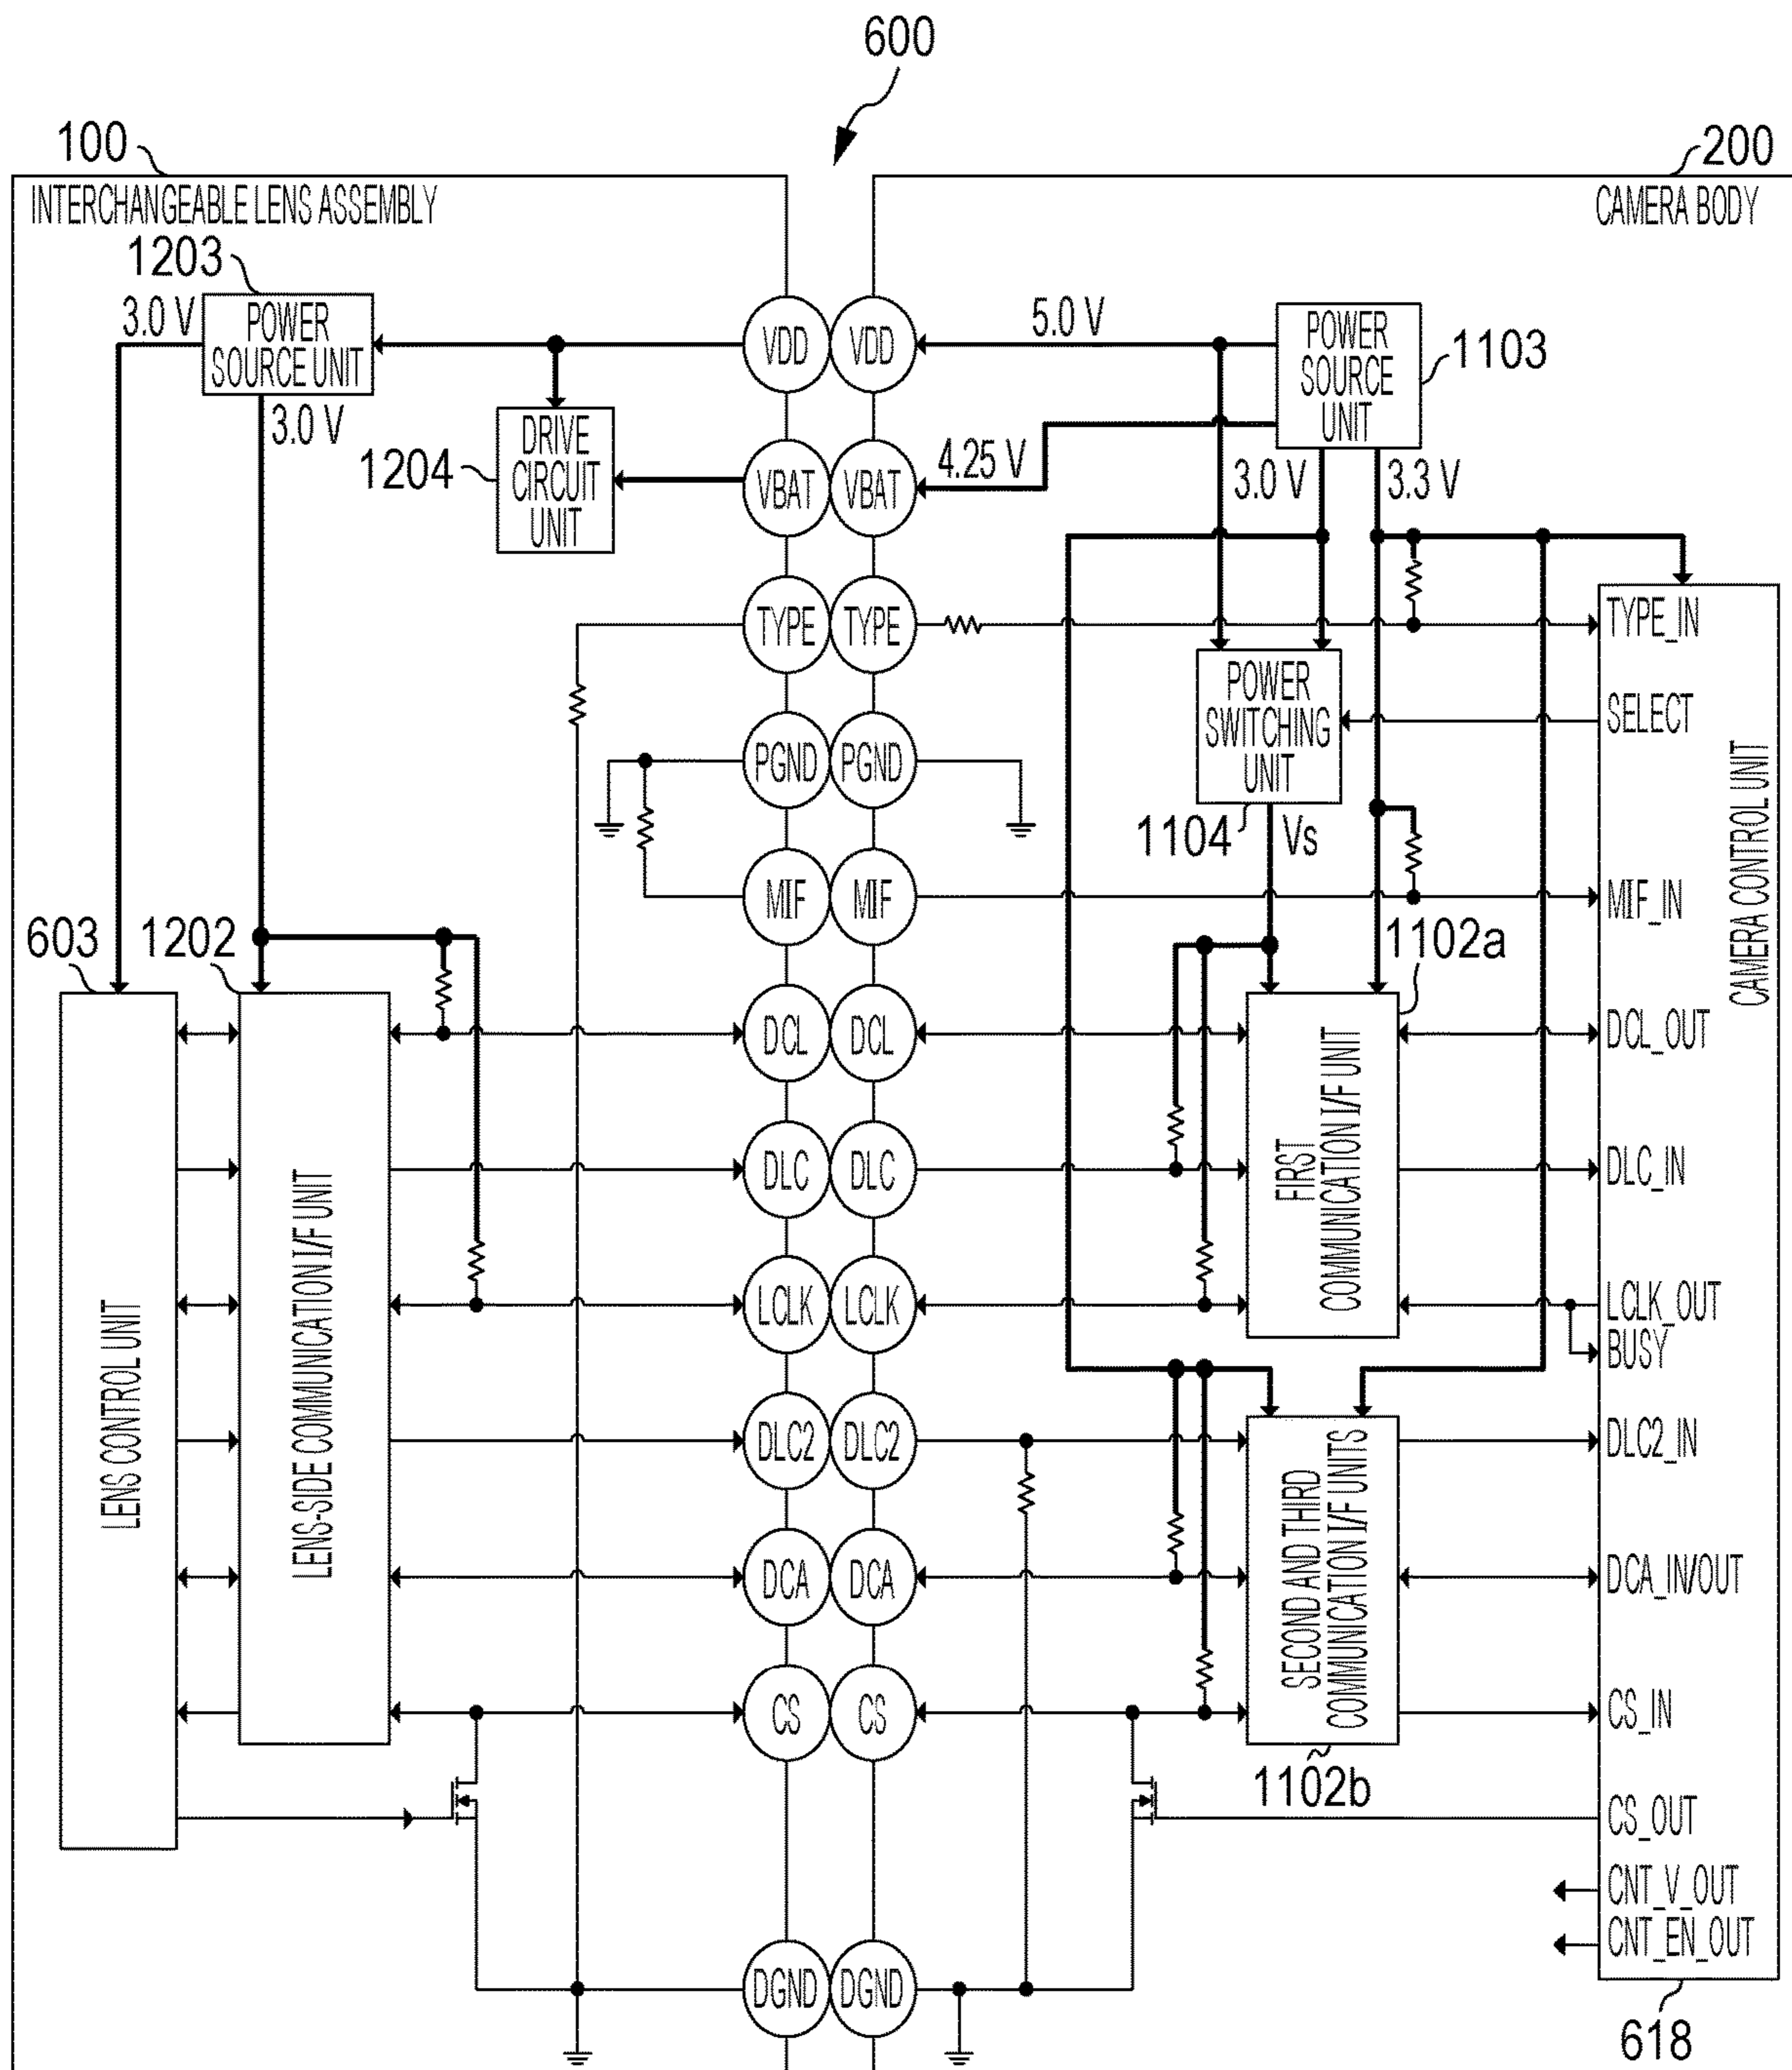 600
100
200
INTERCHANGEABLE LENS ASSEMBLY
CAMERA BODY
1203
3.0 V
POWER
SOURCE UNIT
3.0 V
VDD
VDD
5.0 V
POWER
SOURCE
UNIT
1103
1204
DRIVE
CIRCUIT
UNIT
VBAT
VBAT
4.25 V
3.0 V
3.3 V
TYPE
TYPE
TYPE_IN
POWER
SWITCHING
UNIT
SELECT
PGND
PGND
1104
Vs
CAMERA CONTROL UNIT
MIF
MIF
MIF_IN
603
1202
1102a
LENS CONTROL UNIT
LENS-SIDE COMMUNICATION I/F UNIT
DCL
DCL
FIRST
COMMUNICATION I/F UNIT
DCL_OUT
DLC
DLC
DLC_IN
LCLK
LCLK
LCLK_OUT
BUSY
DLC2
DLC2
SECOND AND THIRD
COMMUNICATION I/F UNITS
DLC2_IN
DCA
DCA
DCA_IN/OUT
CS
CS
CS_IN
1102b
CS_OUT
CNT_V_OUT
CNT_EN_OUT
DGND
DGND
618